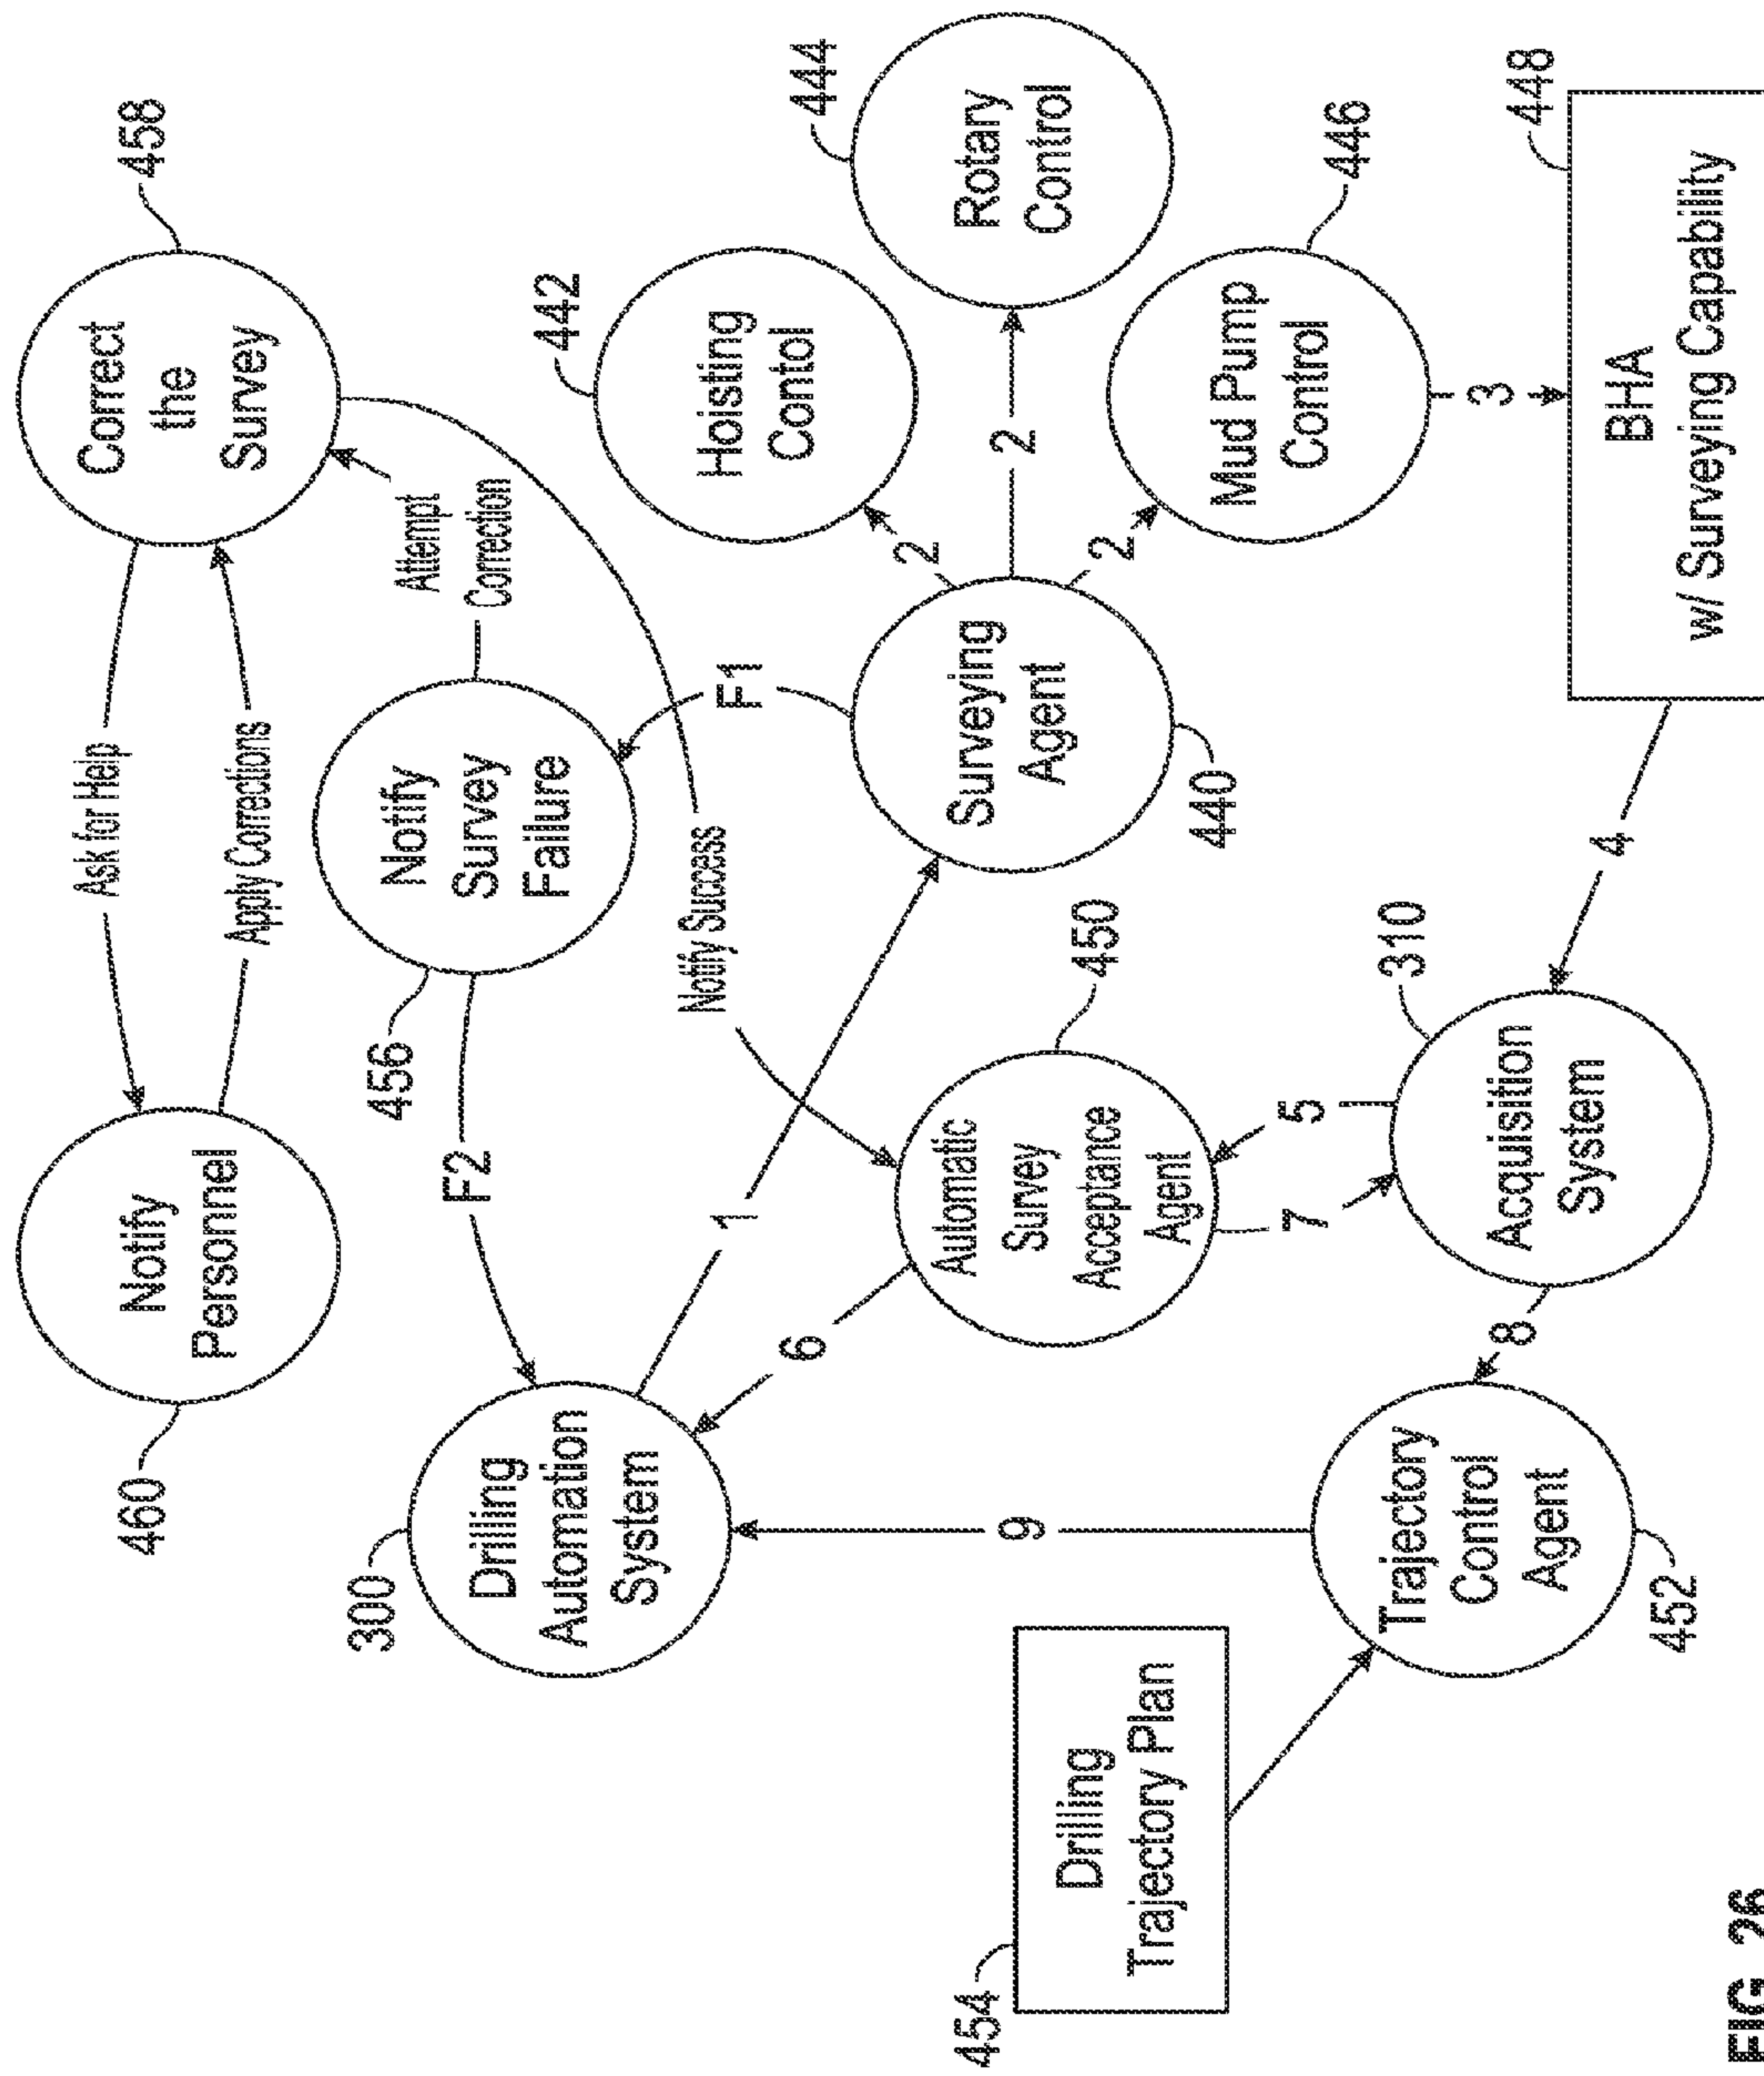 460
Notify
Personnel
Ask for Help
Apply Corrections
Correct
the
Survey
458
300
Drilling
Automation
System
F2
456
Notify
Survey
Failure
Attempt
Correction
F1
Notify Success
1
6
9
442
Hoisting
Contol
2
444
Rotary
Control
2
2
Surveying
Agent
440
446
Mud Pump
Control
3
450
Automatic
Survey
Acceptance
Agent
5
7
310
Acquisition
System
4
448
BHA
w/ Surveying Capability
8
454
Drilling
Trajectory Plan
Trajectory
Control
Agent
452
FIG. 26